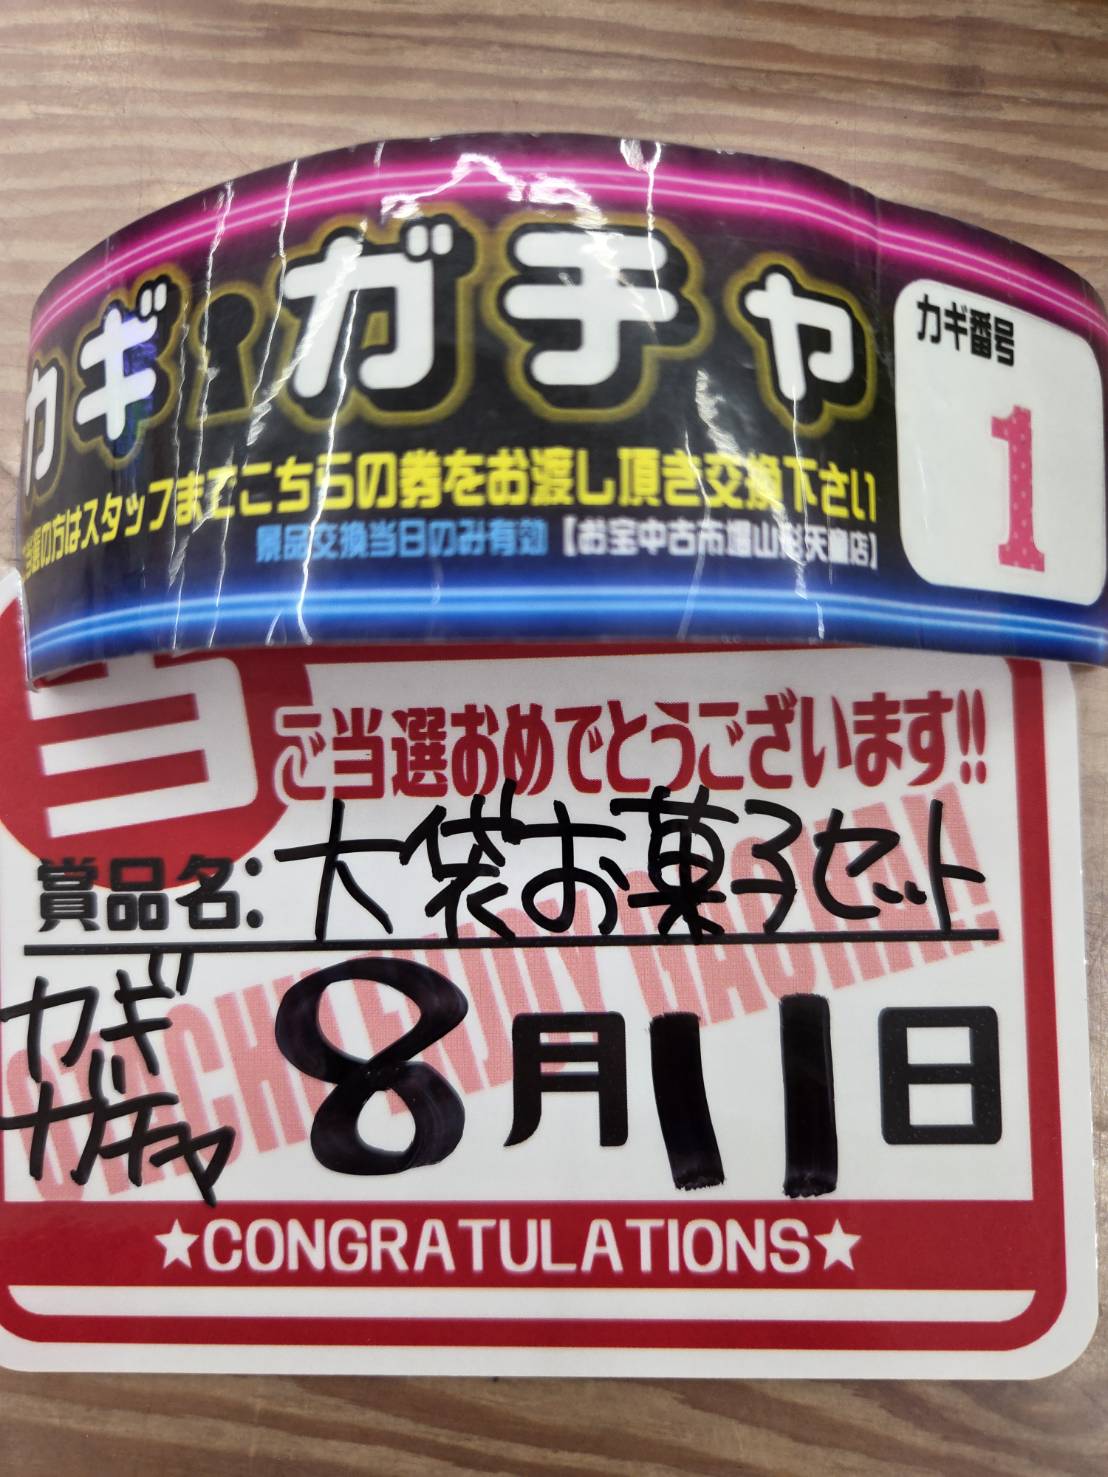 カギガチャ
カギ番号
1
当選の方はスタッフまでこちらの券をお渡し頂き交換下さい
景品交換当日のみ有効【お宝中古市場山形天童店】
当
ご当選おめでとうございます!!
賞品名:大袋お菓子セット
カギ
ガチャ
8月11日
★CONGRATULATIONS★